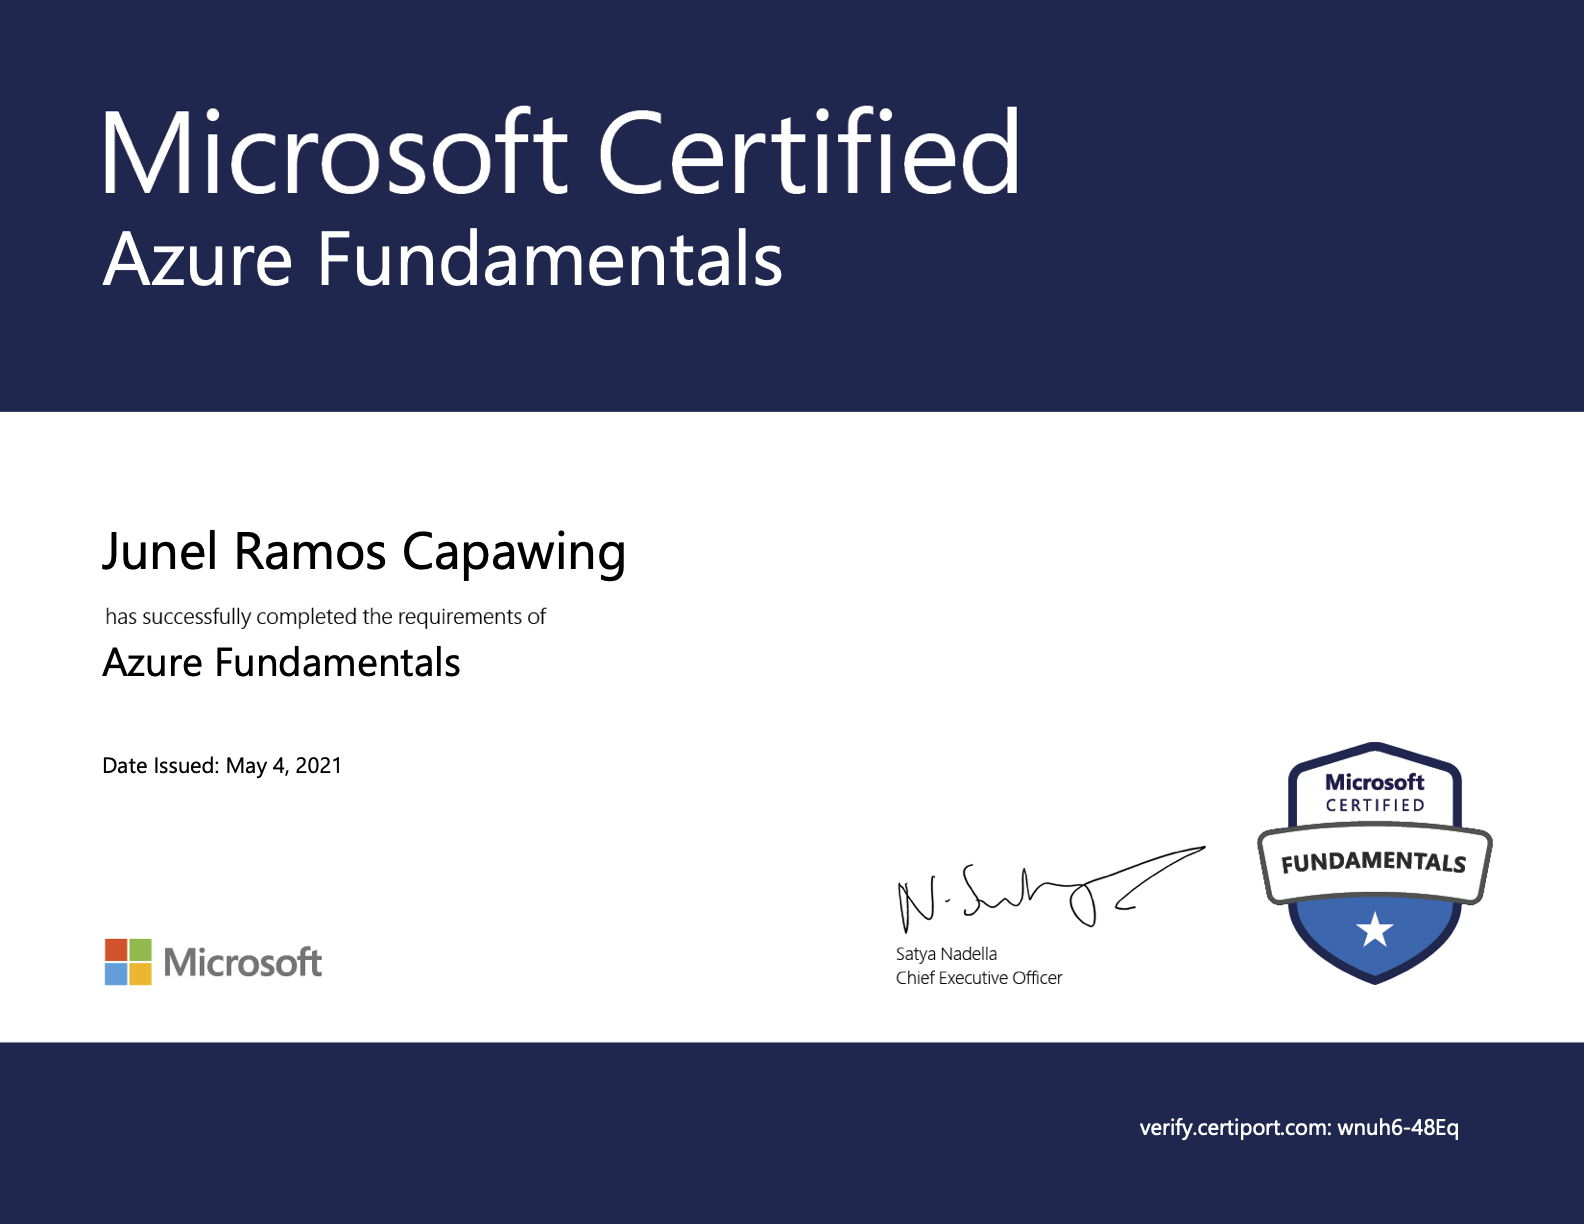 Microsoft Certified
Azure Fundamentals
Junel Ramos Capawing
has successfully completed the requirements of
Azure Fundamentals
Date Issued: May 4, 2021
Microsoft
CERTIFIED
FUNDAMENTALS
Satya Nadella
Chief Executive Officer
Microsoft
verify.certiport.com: wnuh6-48Eq